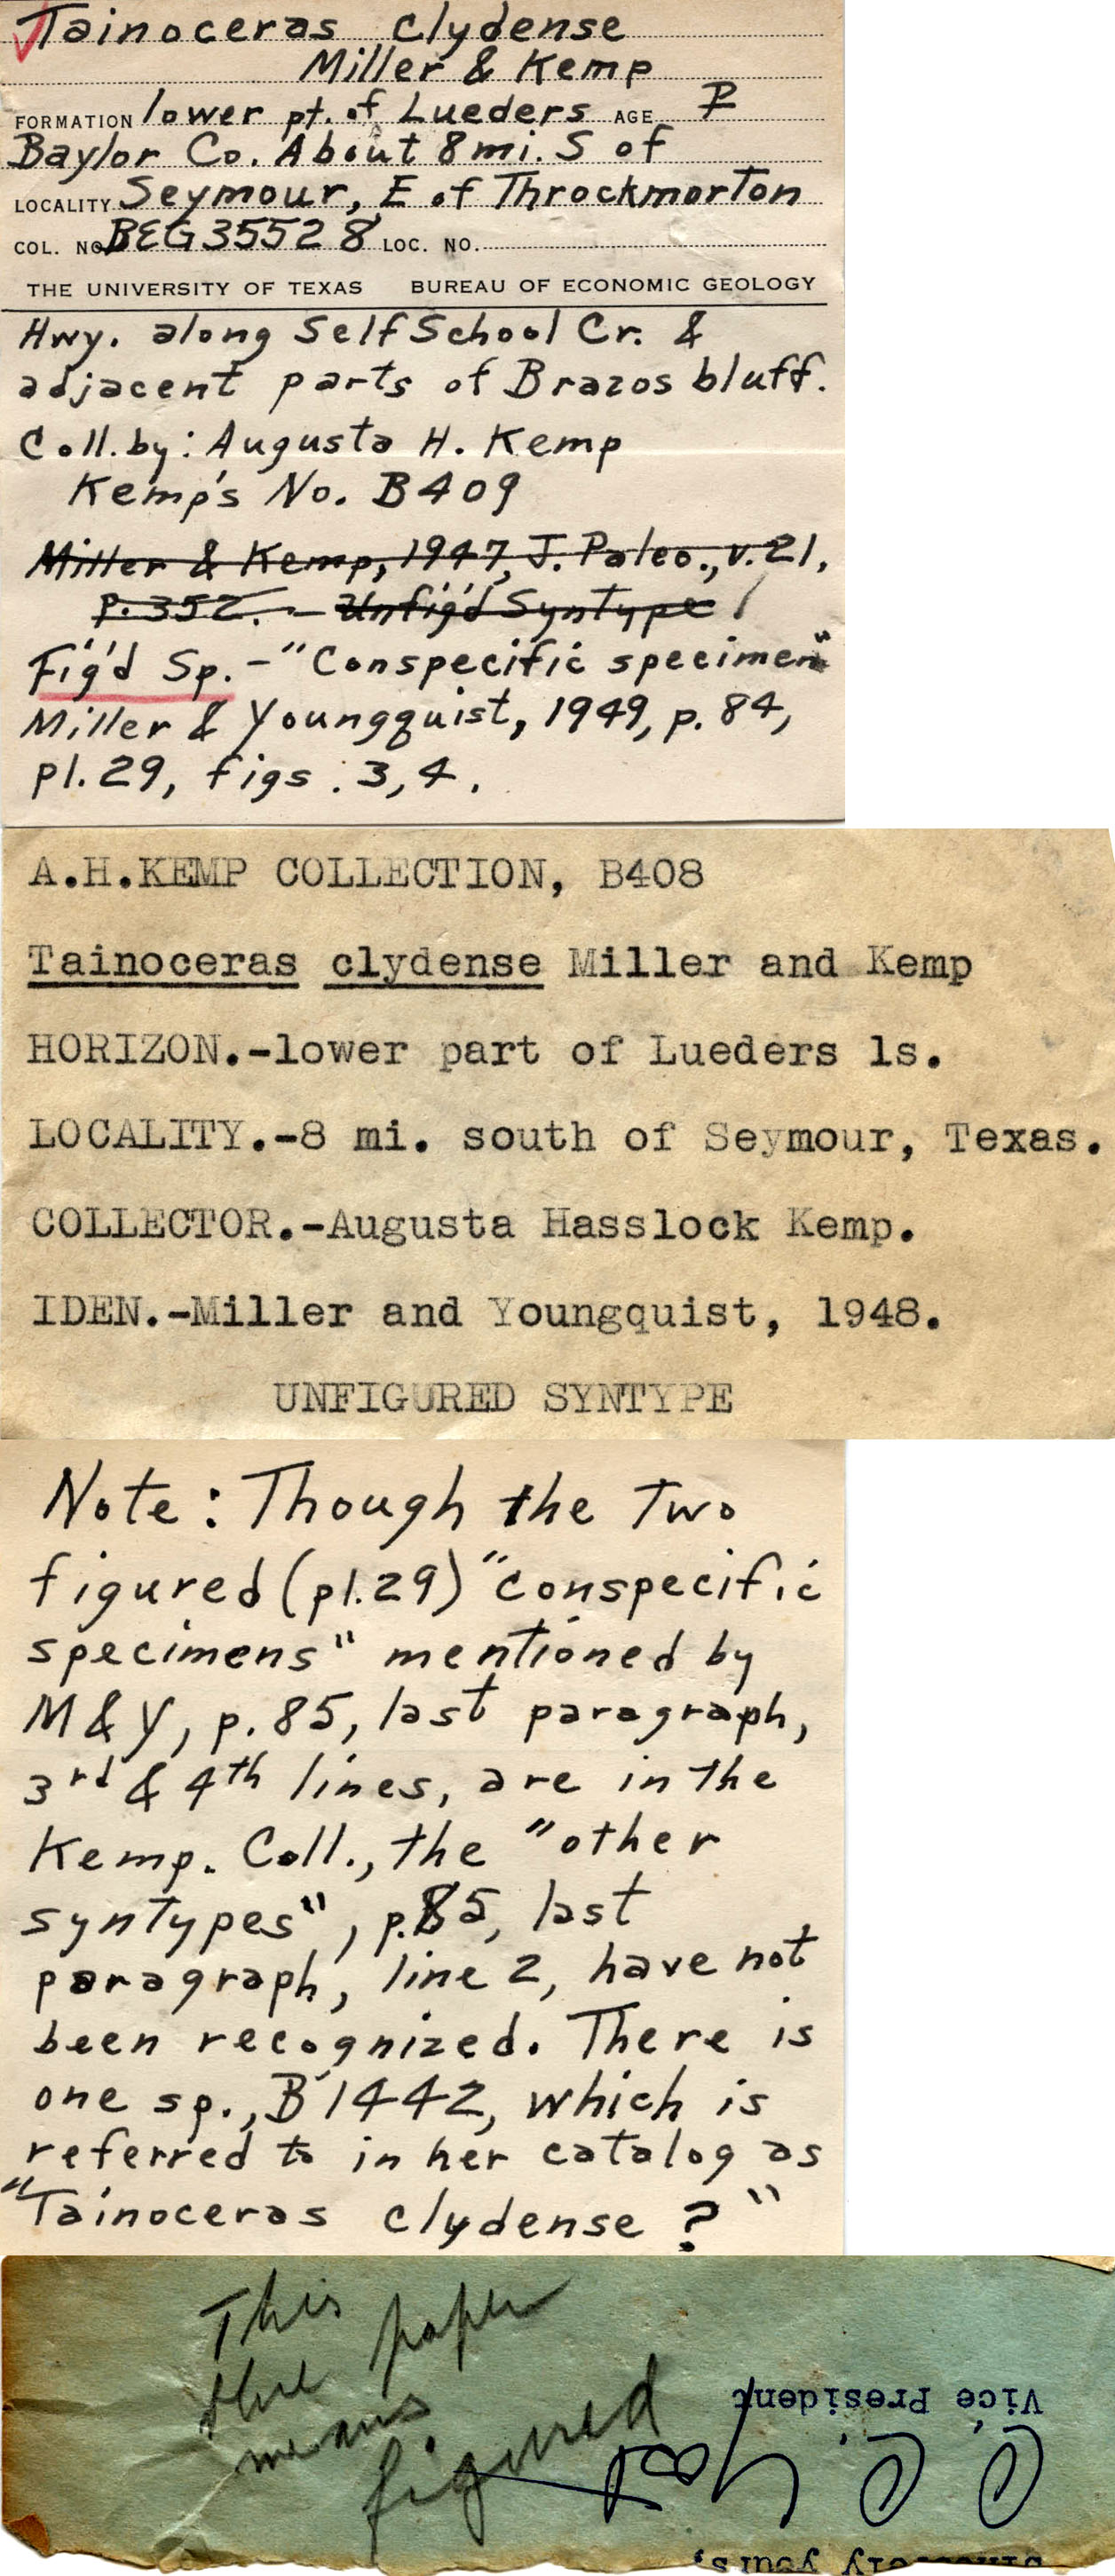 Tainoceras clydense
Miller & Kemp
FORMATION lower pt. of Lueders AGE P
Baylor Co. About 8 mi. S of
LOCALITY Seymour, E of Throckmorton
COL. NO. BEG 35528 LOC. NO.
THE UNIVERSITY OF TEXAS BUREAU OF ECONOMIC GEOLOGY
Hwy. along Self School Cr. &
adjacent parts of Brazos bluff.
Coll. by: Augusta H. Kemp
Kemp's No. B409
Miller & Kemp, 1947, J. Paleo., v. 21,
p. 352. - Unfig'd Syntype
Fig'd Sp. - "Conspecific specimen"
Miller & Youngquist, 1949, p. 84,
pl. 29, figs. 3, 4.
A.H.KEMP COLLECTION, B408
Tainoceras clydense Miller and Kemp
HORIZON.-lower part of Lueders ls.
LOCALITY.-8 mi. south of Seymour, Texas.
COLLECTOR.-Augusta Hasslock Kemp.
IDEN.-Miller and Youngquist, 1948.
UNFIGURED SYNTYPE
Note: Though the two
figured (pl. 29) "conspecific
specimens" mentioned by
M & Y, p. 85, last paragraph,
3rd & 4th lines, are in the
Kemp. Coll., the "other
syntypes", p. 85, last
paragraph, line 2, have not
been recognized. There is
one sp., B1442, which is
referred to in her catalog as
"Tainoceras clydense?"
This
blue paper
means
figured
Sincerely yours,
C. C. Yost
Vice President